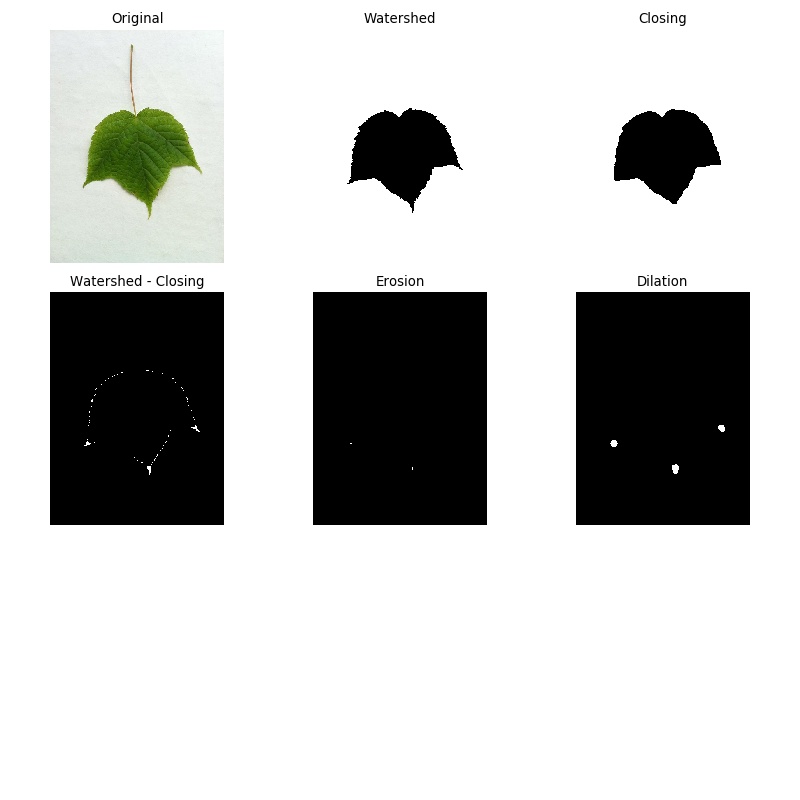 Original
Watershed
Closing
Watershed - Closing
Erosion
Dilation